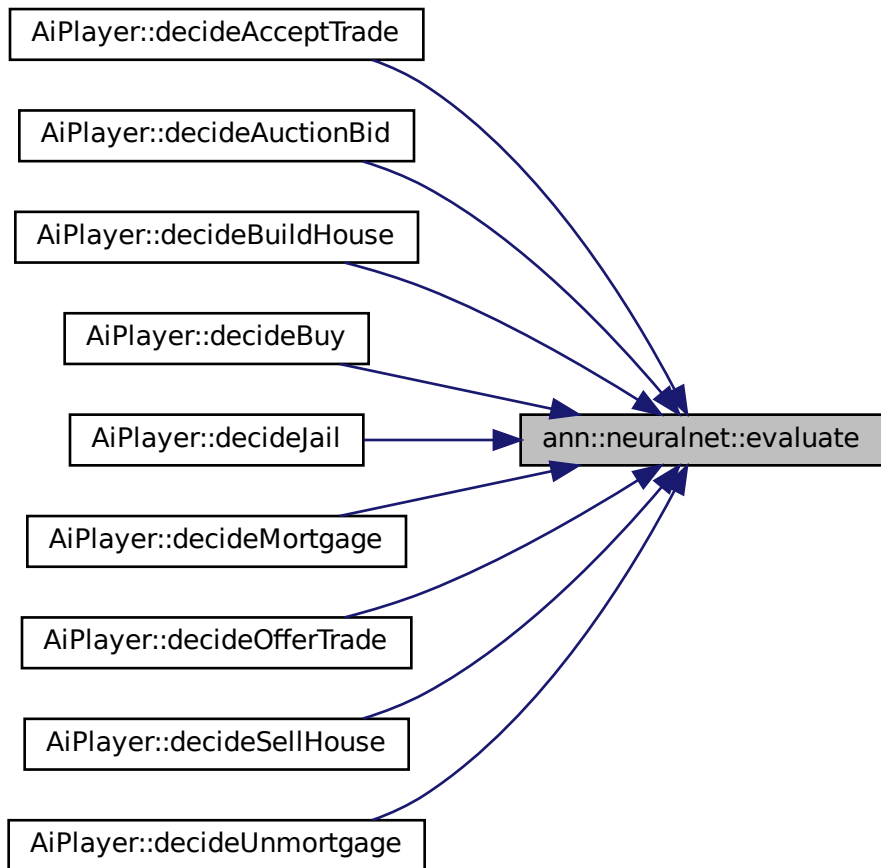 AiPlayer::decideAcceptTrade
AiPlayer::decideAuctionBid
AiPlayer::decideBuildHouse
AiPlayer::decideBuy
AiPlayer::decideJail
ann::neuralnet::evaluate
AiPlayer::decideMortgage
AiPlayer::decideOfferTrade
AiPlayer::decideSellHouse
AiPlayer::decideUnmortgage